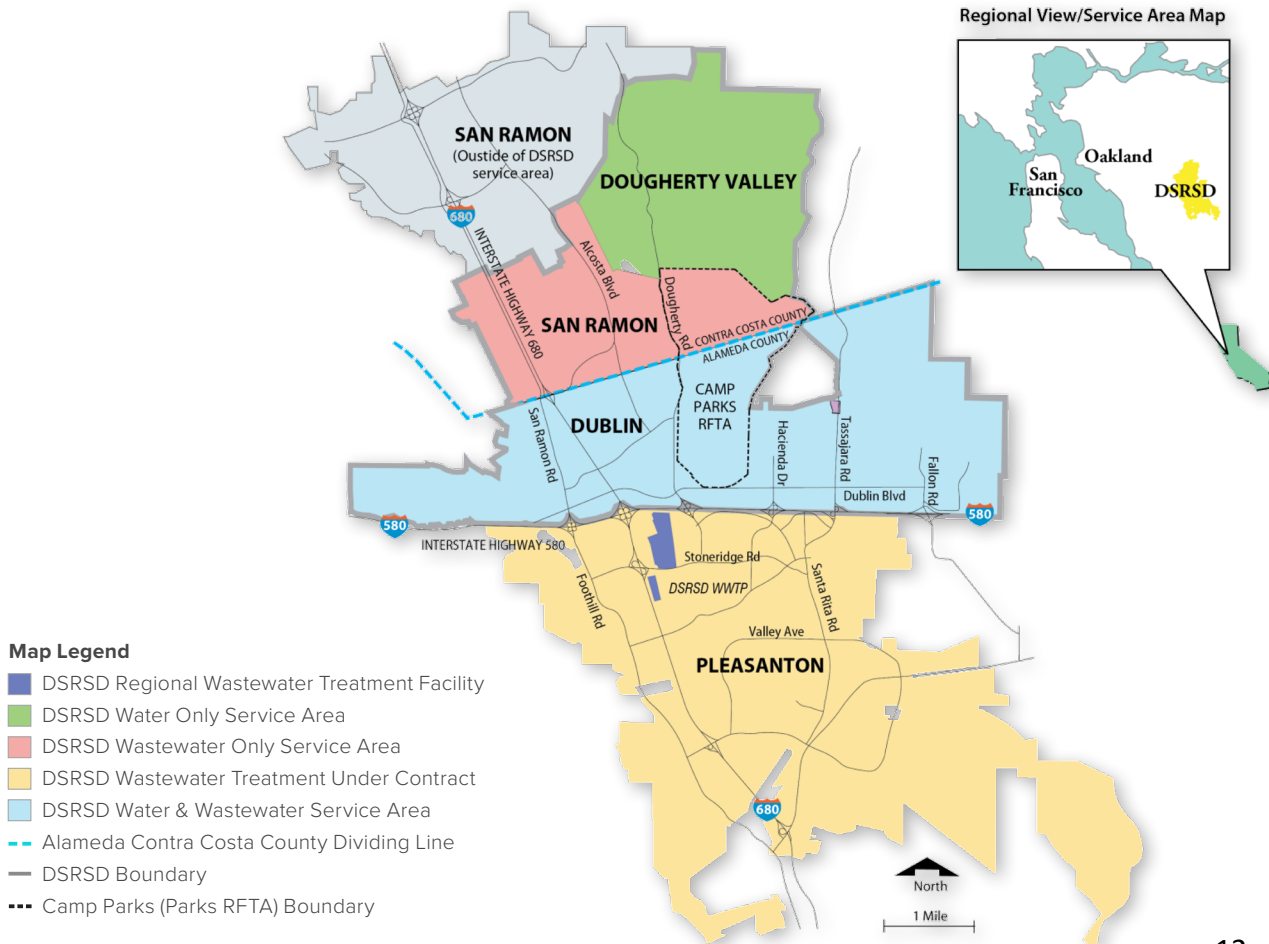 Regional View/Service Area Map
Oakland
San
Francisco
DSRSD
SAN RAMON
(Oustide of DSRSD
service area)
DOUGHERTY VALLEY
680
INTERSTATE HIGHWAY 680
Alcosta Blvd
Dougherty Rd
SAN RAMON
CONTRA COSTA COUNTY
ALAMEDA COUNTY
CAMP
PARKS
RFTA
DUBLIN
San Ramon Rd
Hacienda Dr
Tassajara Rd
Fallon Rd
Dublin Blvd
580
580
INTERSTATE HIGHWAY 580
Stoneridge Rd
DSRSD WWTP
Foothill Rd
Santa Rita Rd
Valley Ave
PLEASANTON
680
North
1 Mile
Map Legend
DSRSD Regional Wastewater Treatment Facility
DSRSD Water Only Service Area
DSRSD Wastewater Only Service Area
DSRSD Wastewater Treatment Under Contract
DSRSD Water & Wastewater Service Area
Alameda Contra Costa County Dividing Line
DSRSD Boundary
Camp Parks (Parks RFTA) Boundary